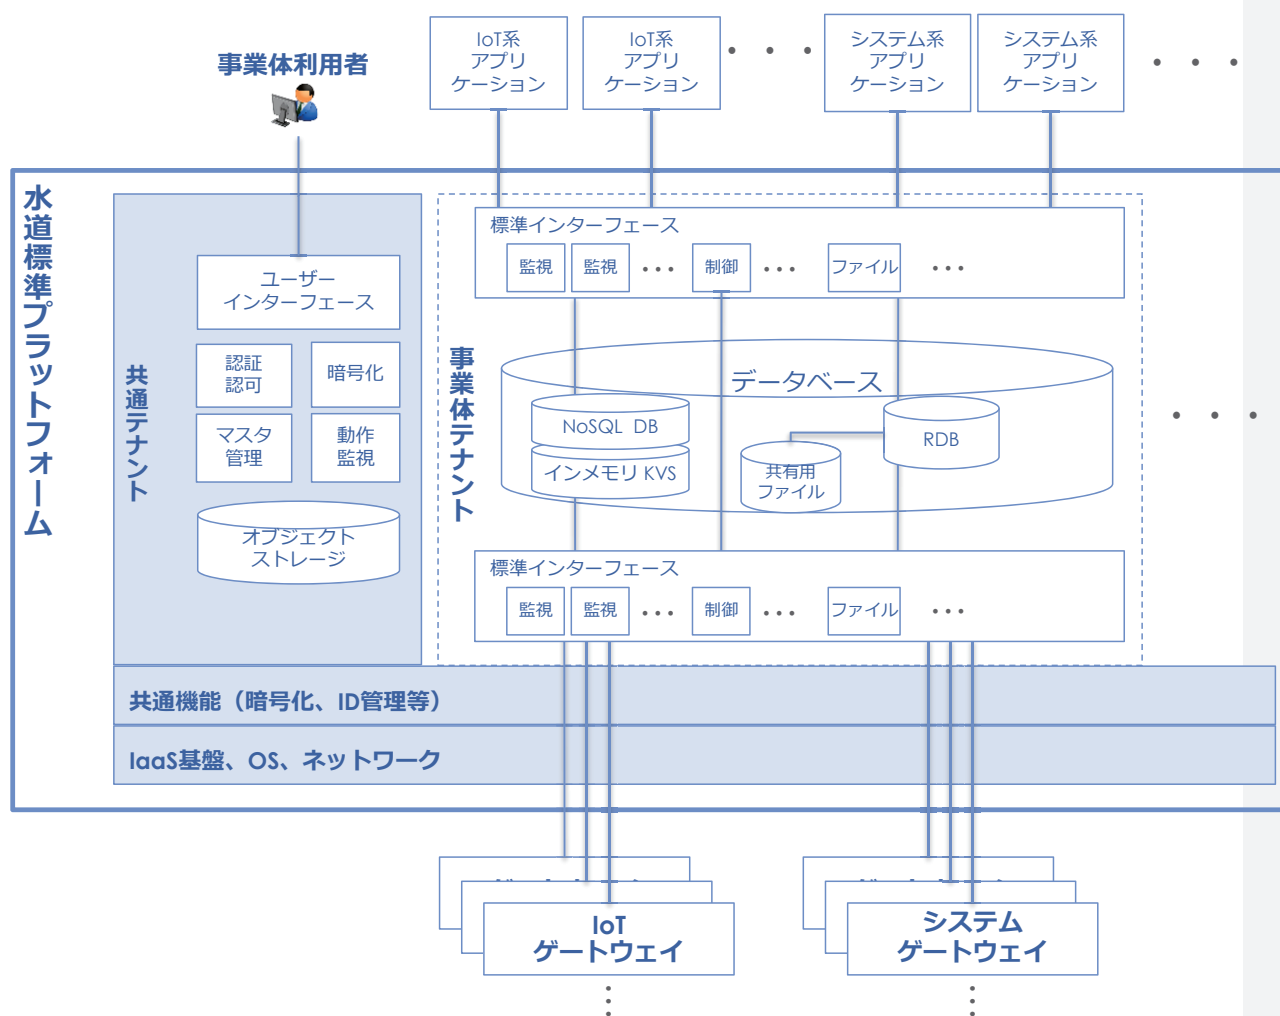 IoT系
アプリ
ケーション
IoT系
アプリ
ケーション
・・・
システム系
アプリ
ケーション
システム系
アプリ
ケーション
・・・
事業体利用者
水道標準プラットフォーム
共通テナント
ユーザー
インターフェース
認証
認可
暗号化
マスタ
管理
動作
監視
オブジェクト
ストレージ
事業体テナント
標準インターフェース
監視
監視
・・・
制御
・・・
ファイル
・・・
データベース
NoSQL DB
インメモリ KVS
共有用
ファイル
RDB
・・・
標準インターフェース
監視
監視
・・・
制御
・・・
ファイル
・・・
共通機能（暗号化、ID管理等）
IaaS基盤、OS、ネットワーク
IoT
ゲートウェイ
システム
ゲートウェイ